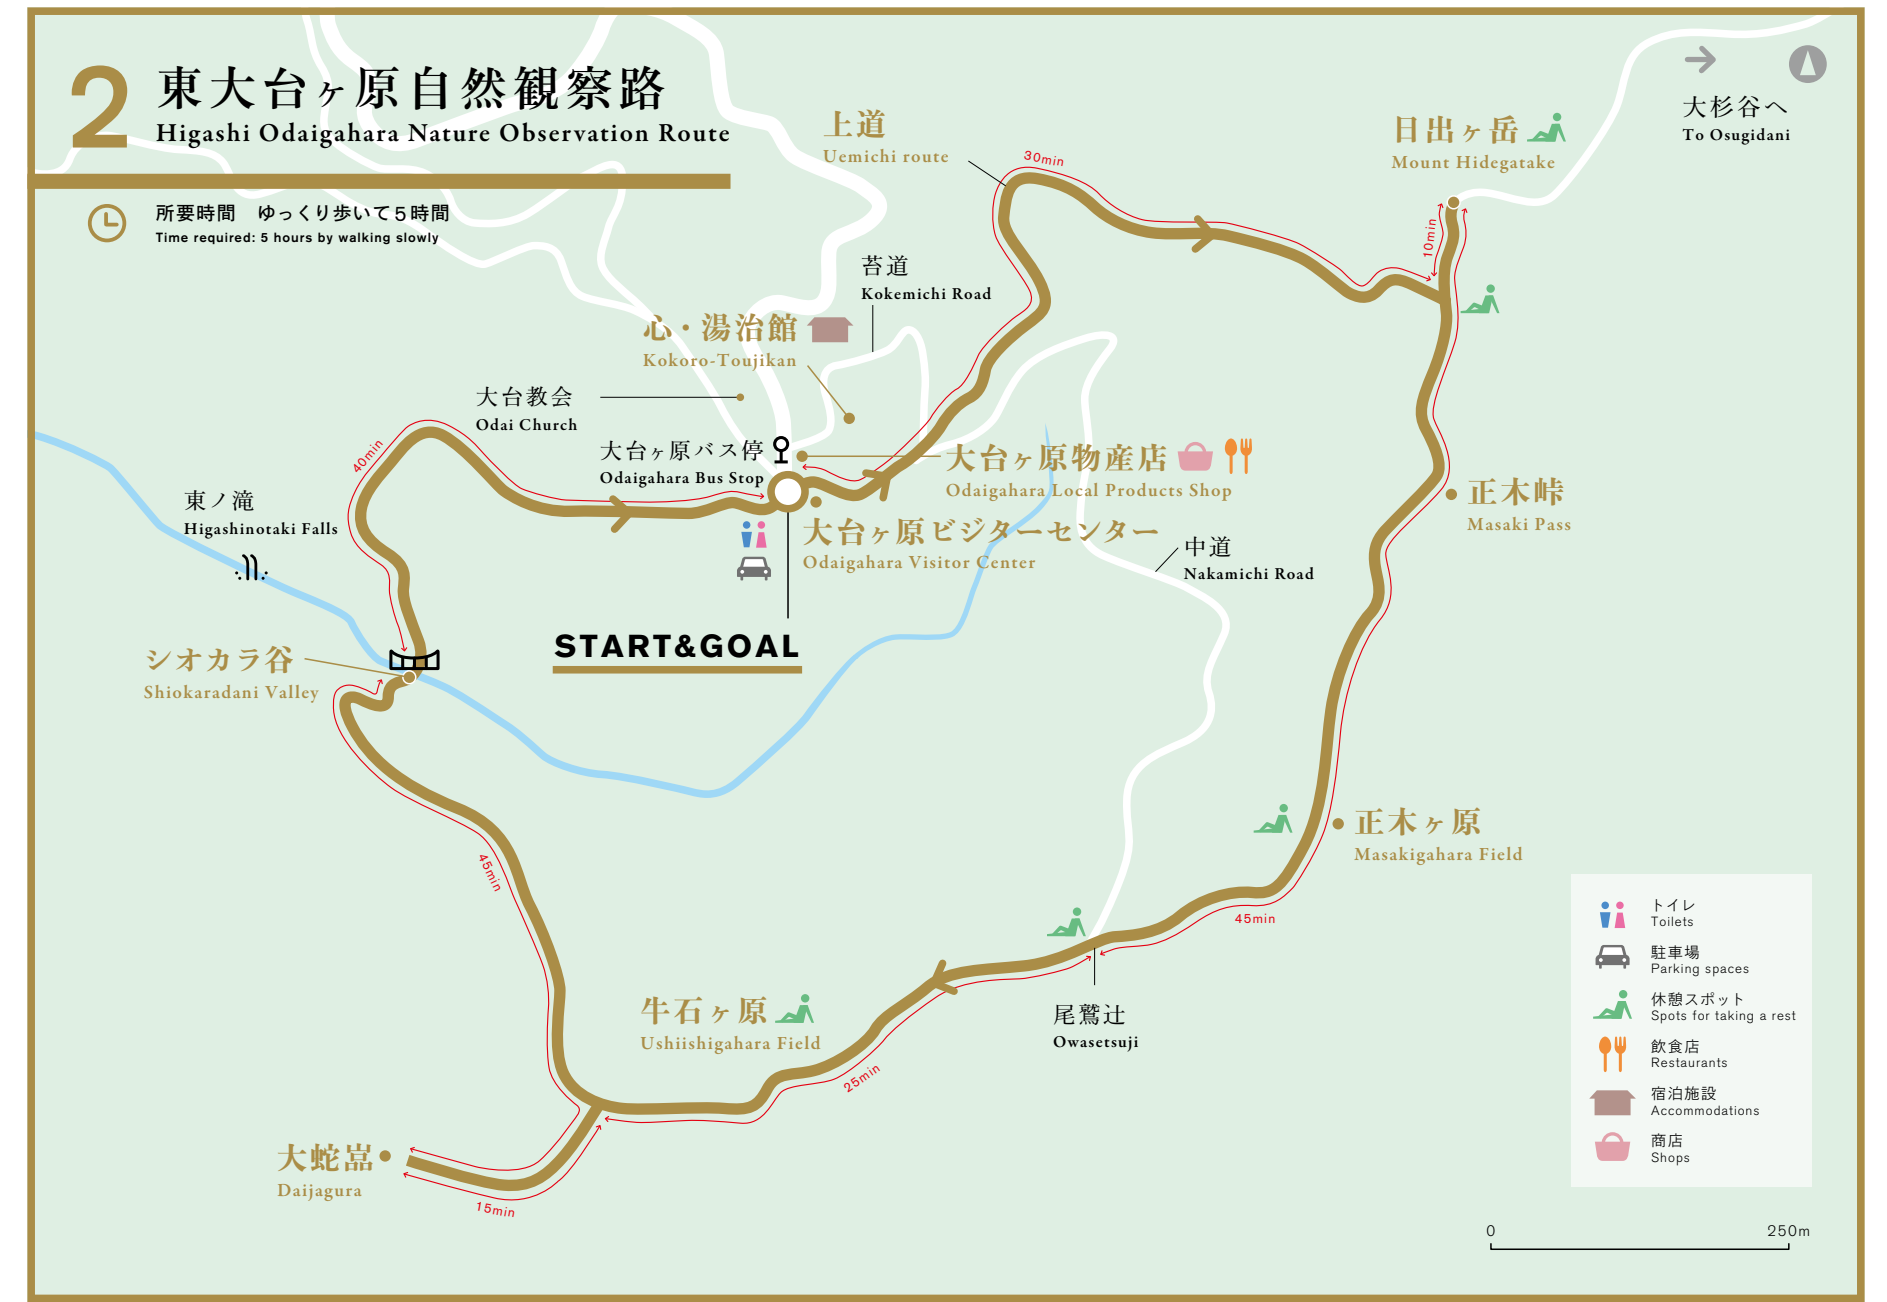 2
東大台ヶ原自然観察路
Higashi Odaigahara Nature Observation Route
所要時間　ゆっくり歩いて5時間
Time required: 5 hours by walking slowly
上道
Uemichi route
30min
日出ヶ岳
Mount Hidegatake
大杉谷へ
To Osugidani
10min
苔道
Kokemichi Road
心・湯治館
Kokoro-Toujikan
大台教会
Odai Church
大台ヶ原バス停
Odaigahara Bus Stop
大台ヶ原物産店
Odaigahara Local Products Shop
大台ヶ原ビジターセンター
Odaigahara Visitor Center
40min
東ノ滝
Higashinotaki Falls
正木峠
Masaki Pass
中道
Nakamichi Road
START&GOAL
シオカラ谷
Shiokaradani Valley
正木ヶ原
Masakigahara Field
45min
45min
尾鷲辻
Owasetsuji
牛石ヶ原
Ushiishigahara Field
25min
大蛇嵓
Daijagura
15min
トイレ
Toilets
駐車場
Parking spaces
休憩スポット
Spots for taking a rest
飲食店
Restaurants
宿泊施設
Accommodations
商店
Shops
0 250m